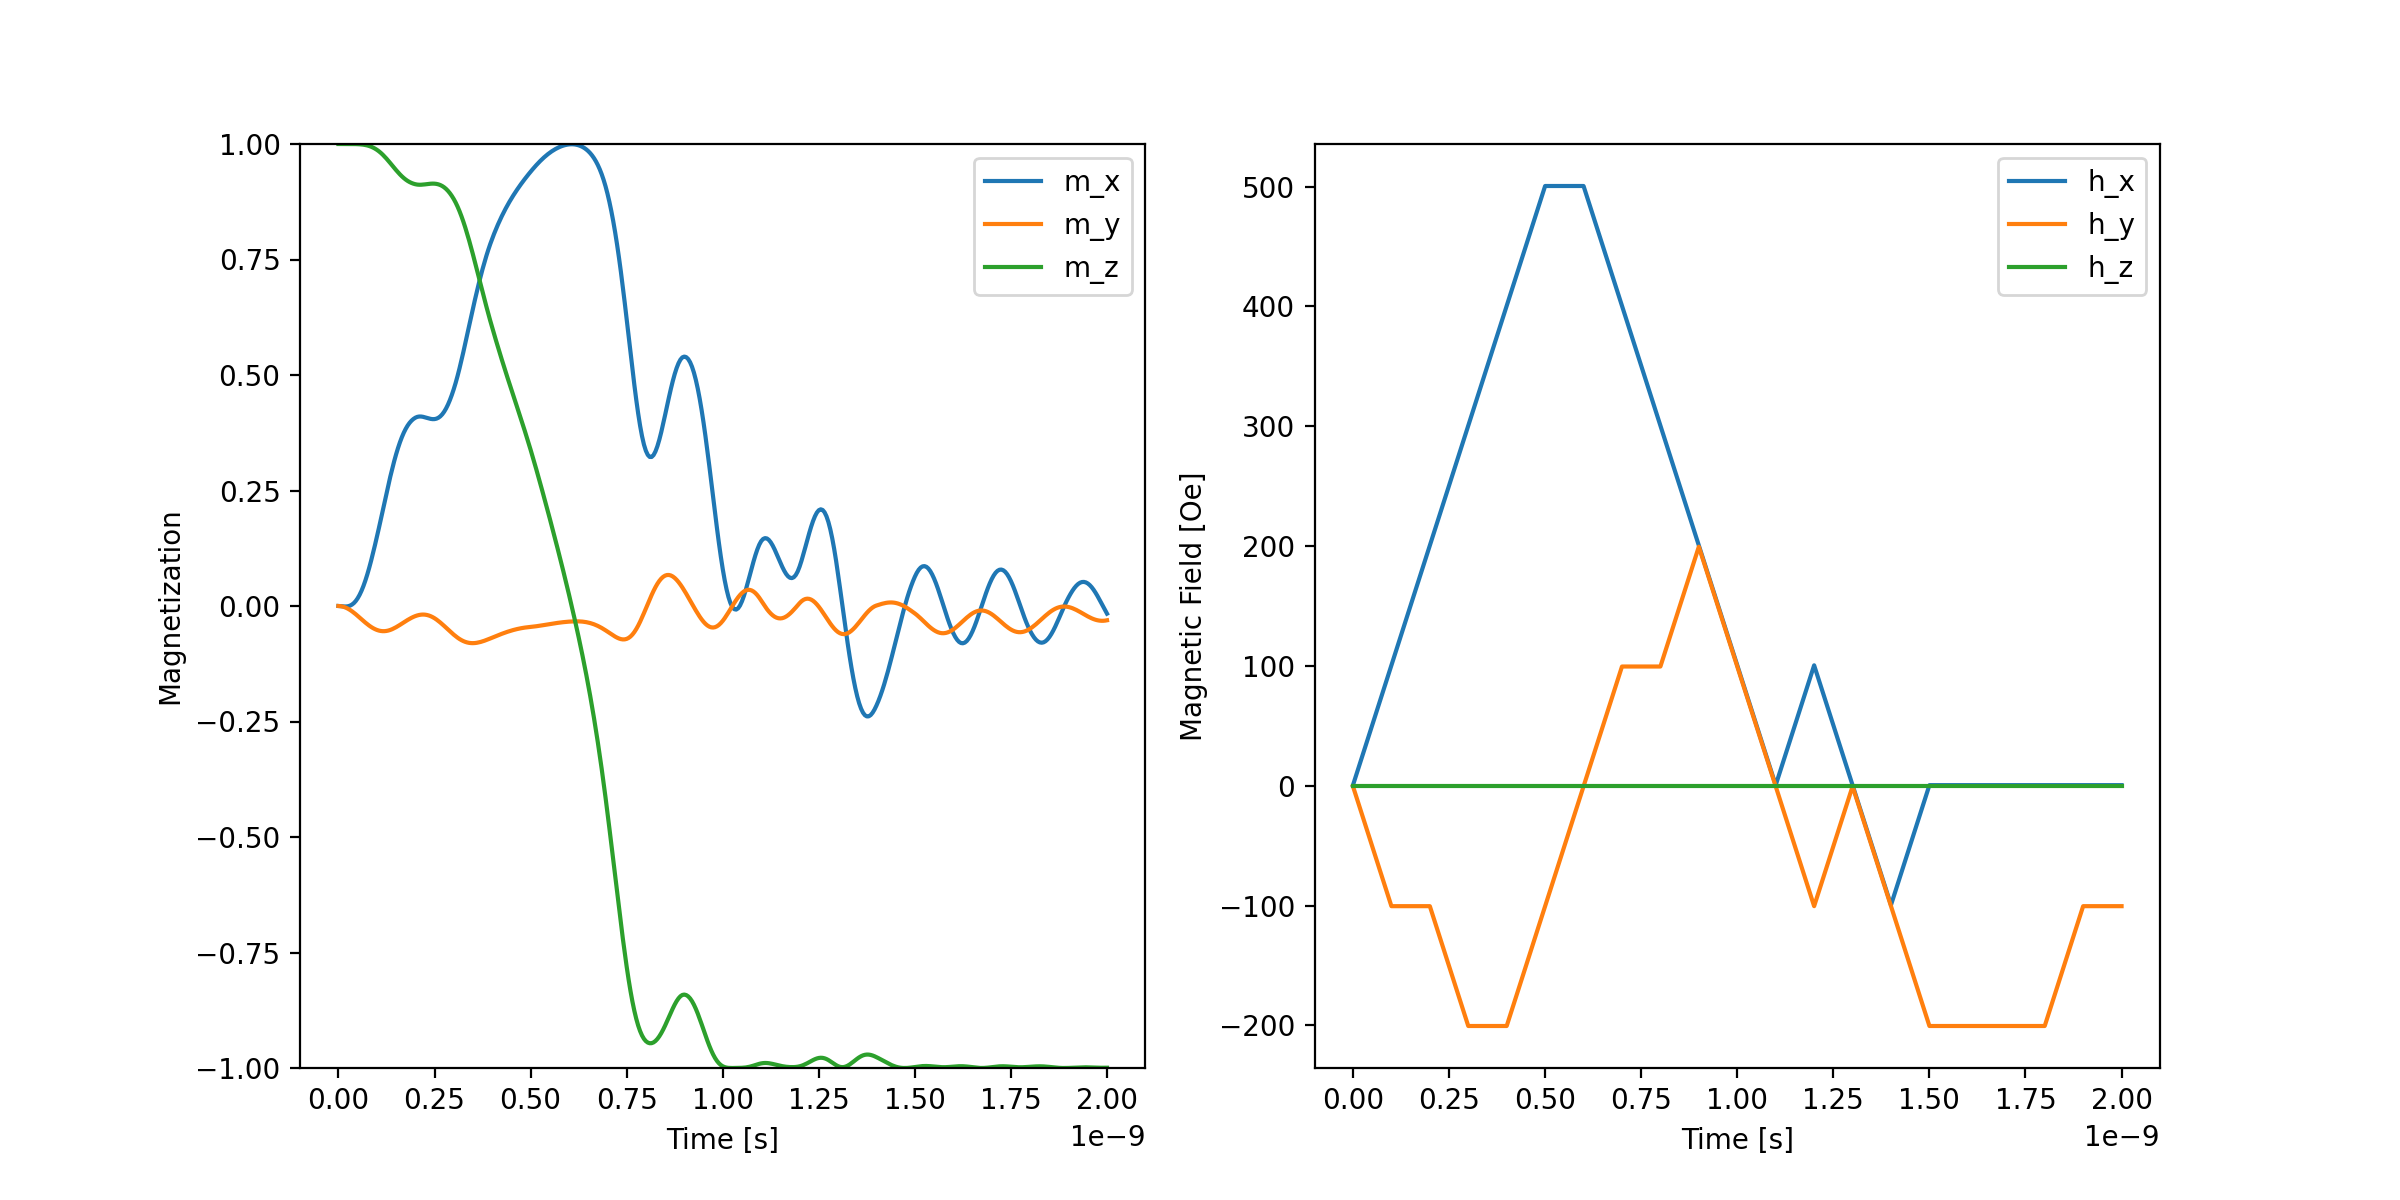 1.00
0.75
0.50
0.25
0.00
−0.25
−0.50
−0.75
−1.00
Magnetization
m_x
m_y
m_z
0.00 0.25 0.50 0.75 1.00 1.25 1.50 1.75 2.00
Time [s]
1e−9
500
400
300
200
100
0
−100
−200
Magnetic Field [Oe]
h_x
h_y
h_z
0.00 0.25 0.50 0.75 1.00 1.25 1.50 1.75 2.00
Time [s]
1e−9